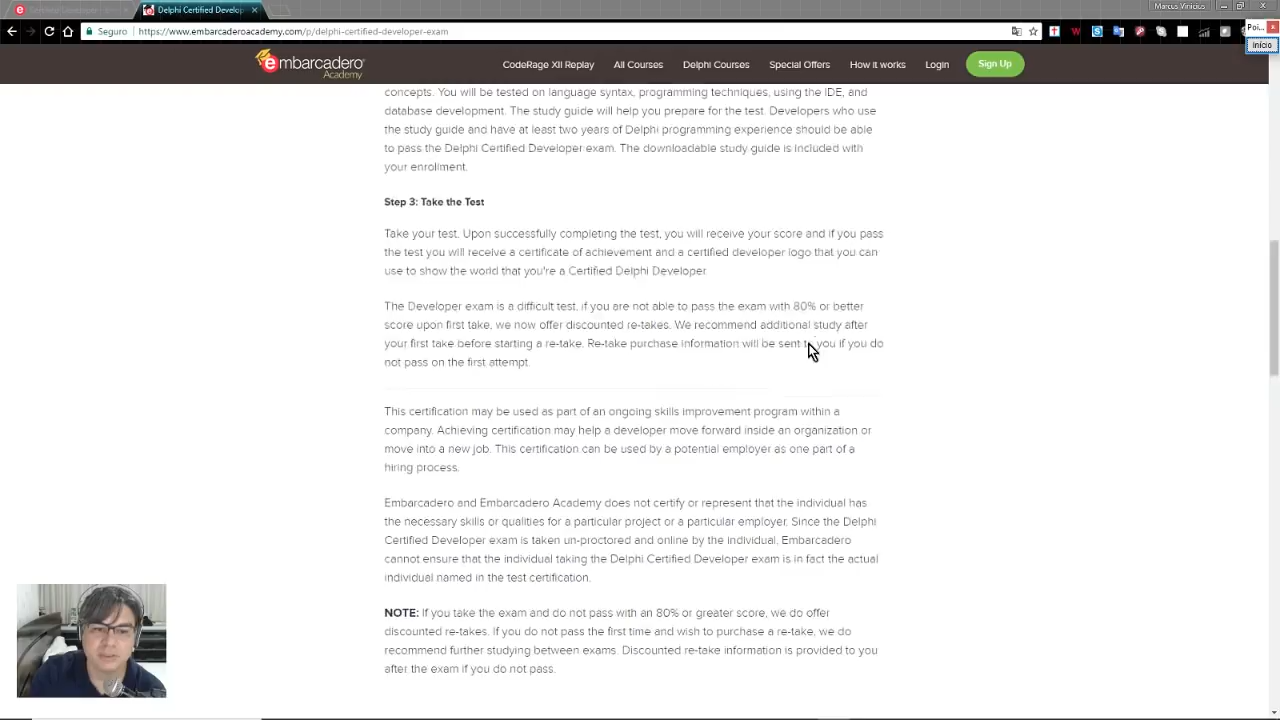 Delphi Certified Develop
Marcus Vinicius
Poi...
Início
Seguro
https://www.embarcaderoacademy.com/p/delphi-certified-developer-exam
embarcadero
Academy
CodeRage XII Replay
All Courses
Delphi Courses
Special Offers
How it works
Login
Sign Up
concepts. You will be tested on language syntax, programming techniques, using the IDE, and
database development. The study guide will help you prepare for the test. Developers who use
the study guide and have at least two years of Delphi programming experience should be able
to pass the Delphi Certified Developer exam. The downloadable study guide is included with
your enrollment.
Step 3: Take the Test
Take your test. Upon successfully completing the test, you will receive your score and if you pass
the test you will receive a certificate of achievement and a certified developer logo that you can
use to show the world that you're a Certified Delphi Developer.
The Developer exam is a difficult test, if you are not able to pass the exam with 80% or better
score upon first take, we now offer discounted re-takes. We recommend additional study after
your first take before starting a re-take. Re-take purchase information will be sent to you if you do
not pass on the first attempt.
This certification may be used as part of an ongoing skills improvement program within a
company. Achieving certification may help a developer move forward inside an organization or
move into a new job. This certification can be used by a potential employer as one part of a
hiring process.
Embarcadero and Embarcadero Academy does not certify or represent that the individual has
the necessary skills or qualities for a particular project or a particular employer. Since the Delphi
Certified Developer exam is taken un-proctored and online by the individual, Embarcadero
cannot ensure that the individual taking the Delphi Certified Developer exam is in fact the actual
individual named in the test certification.
NOTE: If you take the exam and do not pass with an 80% or greater score, we do offer
discounted re-takes. If you do not pass the first time and wish to purchase a re-take, we do
recommend further studying between exams. Discounted re-take information is provided to you
after the exam if you do not pass.